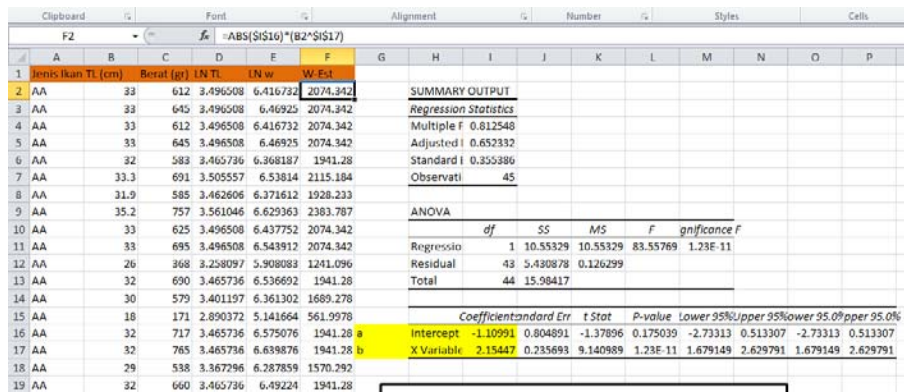 Clipboard Font Alignment Number Styles Cells
F2 fx =ABS($I$16)*(B2^$I$17)
A B C D E F G H I J K L M N O P
1 Jenis Ikan TL (cm) Berat (gr) LN TL LN w W-Est
2 AA 33 612 3.496508 6.416732 2074.342 SUMMARY OUTPUT
3 AA 33 645 3.496508 6.46925 2074.342 Regression Statistics
4 AA 33 612 3.496508 6.416732 2074.342 Multiple F 0.812548
5 AA 33 645 3.496508 6.46925 2074.342 Adjusted 0.652332
6 AA 32 583 3.465736 6.368187 1941.28 Standard 0.355386
7 AA 33.3 691 3.505557 6.53814 2115.184 Observati 45
8 AA 31.9 585 3.462606 6.371612 1928.233
9 AA 35.2 757 3.561046 6.629363 2383.787 ANOVA
10 AA 33 625 3.496508 6.437752 2074.342 df SS MS F gnificance F
11 AA 33 695 3.496508 6.543912 2074.342 Regressio 1 10.55329 10.55329 83.55769 1.23E-11
12 AA 26 368 3.258097 5.908083 1241.096 Residual 43 5.430878 0.126299
13 AA 32 690 3.465736 6.536692 1941.28 Total 44 15.98417
14 AA 30 579 3.401197 6.361302 1689.278
15 AA 18 171 2.890372 5.141664 561.9978 Coefficients andard Err t Stat P-value Lower 95% Upper 95% ower 95.0% pper 95.0%
16 AA 32 717 3.465736 6.575076 1941.28 a Intercept -1.10991 0.804891 -1.37896 0.175039 -2.73313 0.513307 -2.73313 0.513307
17 AA 32 765 3.465736 6.639876 1941.28 b X Variable 2.15447 0.235693 9.140989 1.23E-11 1.679149 2.629791 1.679149 2.629791
18 AA 29 538 3.367296 6.287859 1570.292
19 AA 32 660 3.465736 6.49224 1941.28